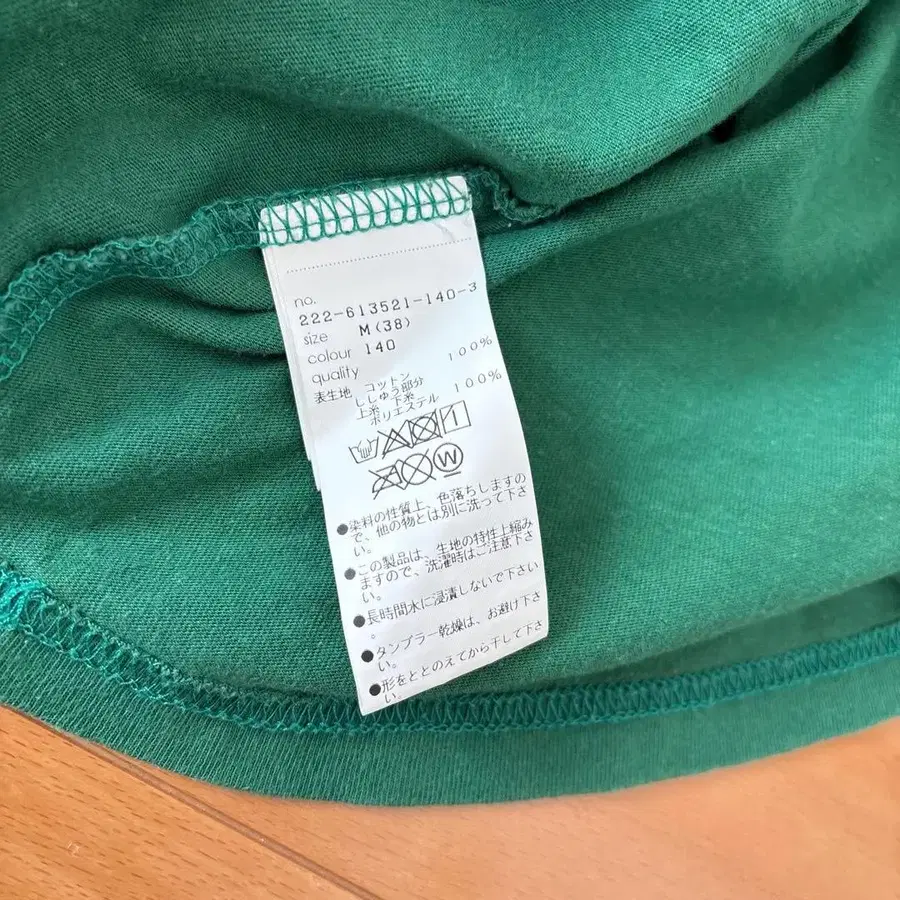 no.
222-613521-140-3
size M(38)
colour 140
quality
表生地 コットン 100%
ししゅう部分
上糸 下糸
ポリエステル 100%
W
●染料の性質上、色落ちしますの
で、他の物とは別に洗って下さ
い。
●この製品は、生地の特性上縮み
ますので、洗濯時はご注意下さ
い。
●長時間水に浸漬しないで下さい
。
●タンブラー乾燥は、お避け下さ
い。
●形をととのえてから干して下さ
い。